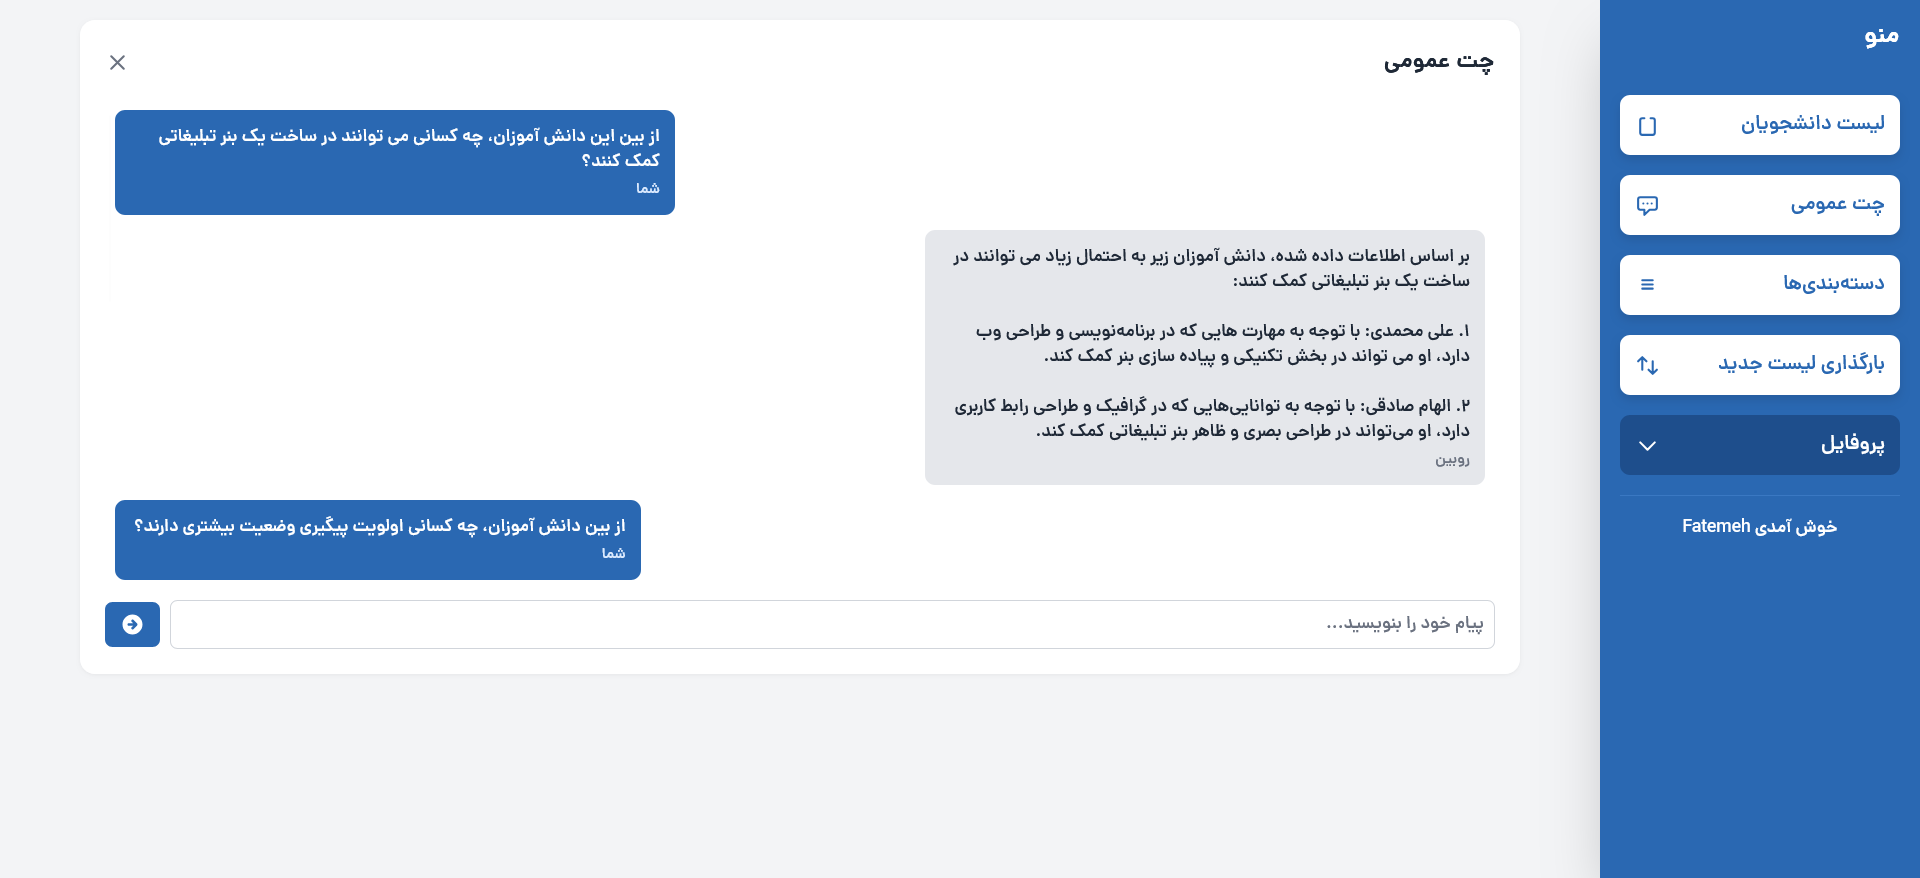 منو
لیست دانشجویان
چت عمومی
دسته‌بندی‌ها
بارگذاری لیست جدید
پروفایل
خوش آمدی Fatemeh
چت عمومی
از بین این دانش آموزان، چه کسانی می توانند در ساخت یک بنر تبلیغاتی
کمک کنند؟
شما
بر اساس اطلاعات داده شده، دانش آموزان زیر به احتمال زیاد می توانند در
ساخت یک بنر تبلیغاتی کمک کنند:
۱. علی محمدی: با توجه به مهارت هایی که در برنامه‌نویسی و طراحی وب
دارد، او می تواند در بخش تکنیکی و پیاده سازی بنر کمک کند.
۲. الهام صادقی: با توجه به توانایی‌هایی که در گرافیک و طراحی رابط کاربری
دارد، او می‌تواند در طراحی بصری و ظاهر بنر تبلیغاتی کمک کند.
روبین
از بین دانش آموزان، چه کسانی اولویت پیگیری وضعیت بیشتری دارند؟
شما
پیام خود را بنویسید...